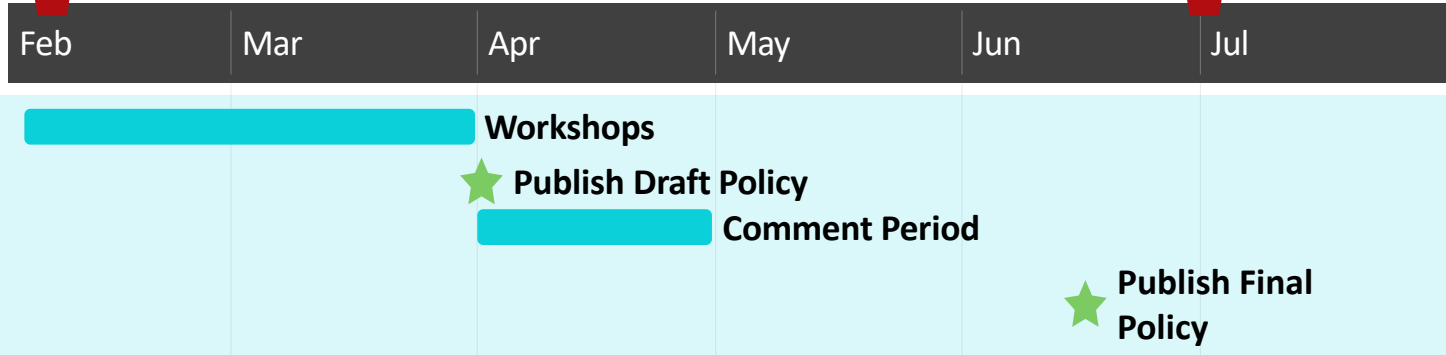 Feb Mar Apr May Jun Jul
Workshops
Publish Draft Policy
Comment Period
Publish Final
Policy